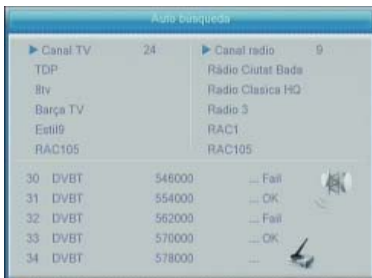 Auto búsqueda
Canal TV 24
TDP
8tv
Barça TV
Estil9
RAC105
Canal radio 9
Rádio Ciutat Bada
Radio Clasica HQ
Radio 3
RAC1
RAC105
30 DVBT 546000 ... Fail
31 DVBT 554000 ... OK
32 DVBT 562000 ... Fail
33 DVBT 570000 ... OK
34 DVBT 578000 ...